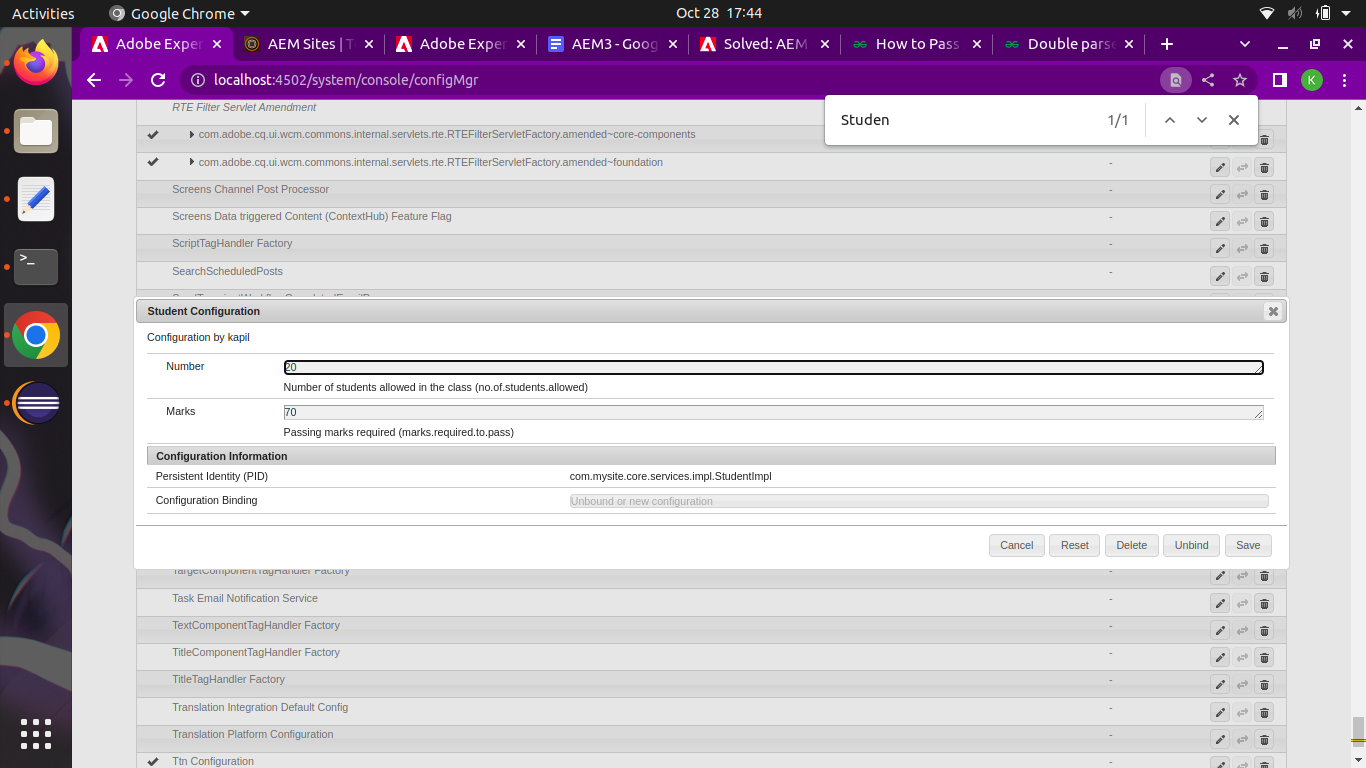 Activities
Google Chrome
Oct 28 17:44
Adobe Exper
AEM Sites | T
Adobe Exper
AEM3 - Goog
Solved: AEM
How to Pass
Double parse
localhost:4502/system/console/configMgr
K
Studen
1/1
RTE Filter Servlet Amendment
com.adobe.cq.ui.wcm.commons.internal.servlets.rte.RTEFilterServletFactory.amended~core-components
com.adobe.cq.ui.wcm.commons.internal.servlets.rte.RTEFilterServletFactory.amended~foundation -
Screens Channel Post Processor -
Screens Data triggered Content (ContextHub) Feature Flag -
ScriptTagHandler Factory -
SearchScheduledPosts -
Student Configuration
Configuration by kapil
Number
20
Number of students allowed in the class (no.of.students.allowed)
Marks
70
Passing marks required (marks.required.to.pass)
Configuration Information
Persistent Identity (PID) com.mysite.core.services.impl.StudentImpl
Configuration Binding Unbound or new configuration
Cancel Reset Delete Unbind Save
TargetComponentTagHandler Factory -
Task Email Notification Service -
TextComponentTagHandler Factory -
TitleComponentTagHandler Factory -
TitleTagHandler Factory -
Translation Integration Default Config -
Translation Platform Configuration -
Ttn Configuration -
>_